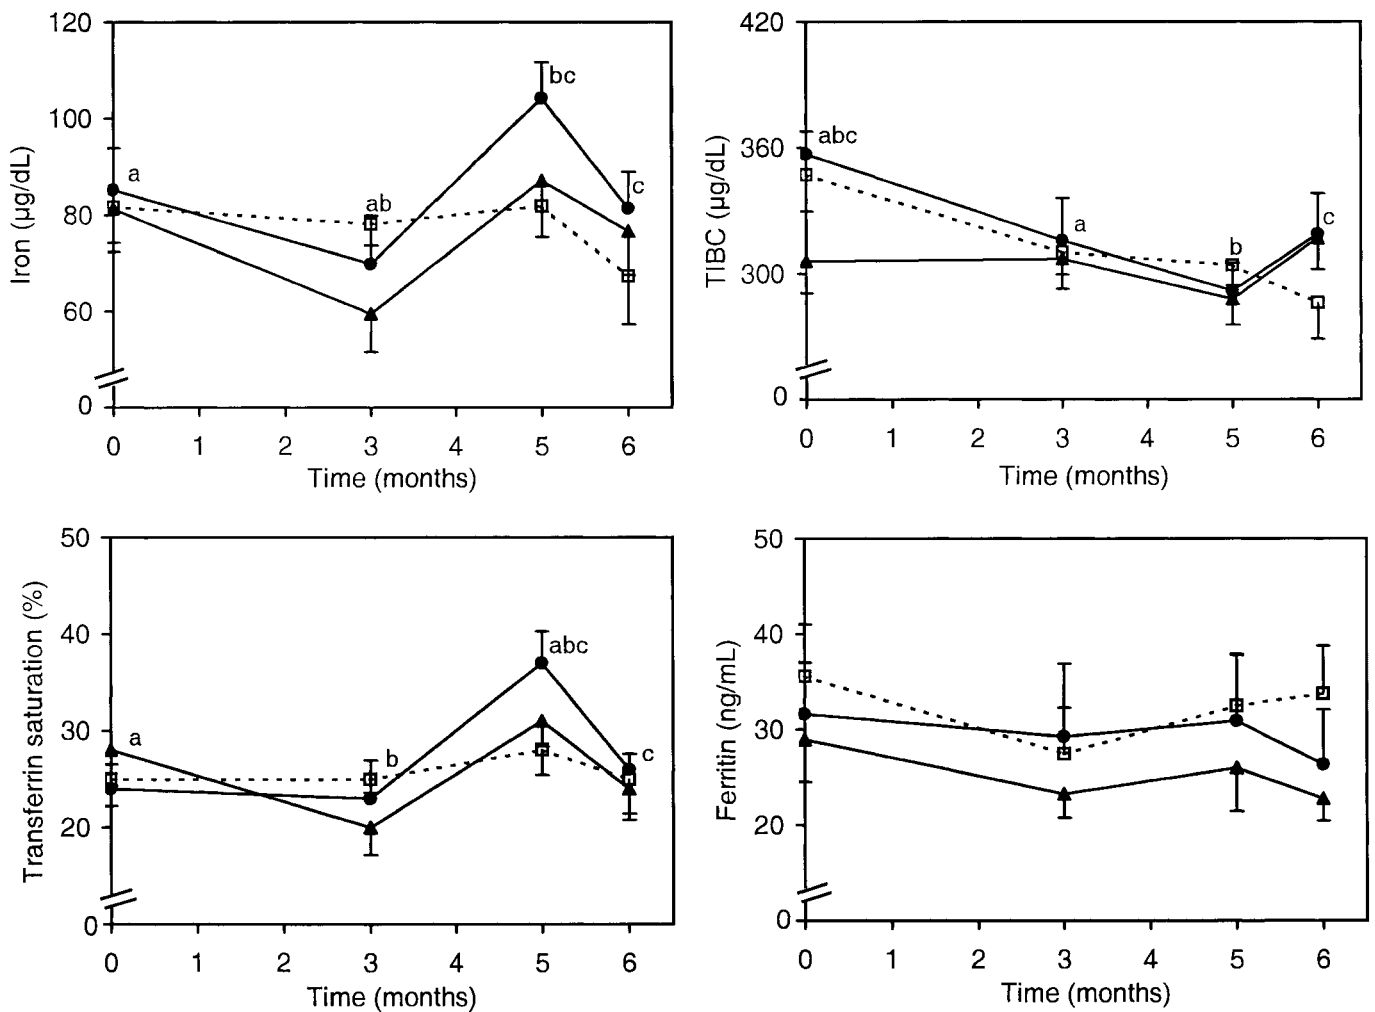 120
100
80
60
0
Iron (µg/dL)
a
ab
bc
c
0 1 2 3 4 5 6
Time (months)
420
360
300
0
TIBC (µg/dL)
abc
a
b
c
0 1 2 3 4 5 6
Time (months)
50
40
30
20
0
Transferrin saturation (%)
a
b
abc
c
0 1 2 3 4 5 6
Time (months)
50
40
30
20
0
Ferritin (ng/mL)
0 1 2 3 4 5 6
Time (months)